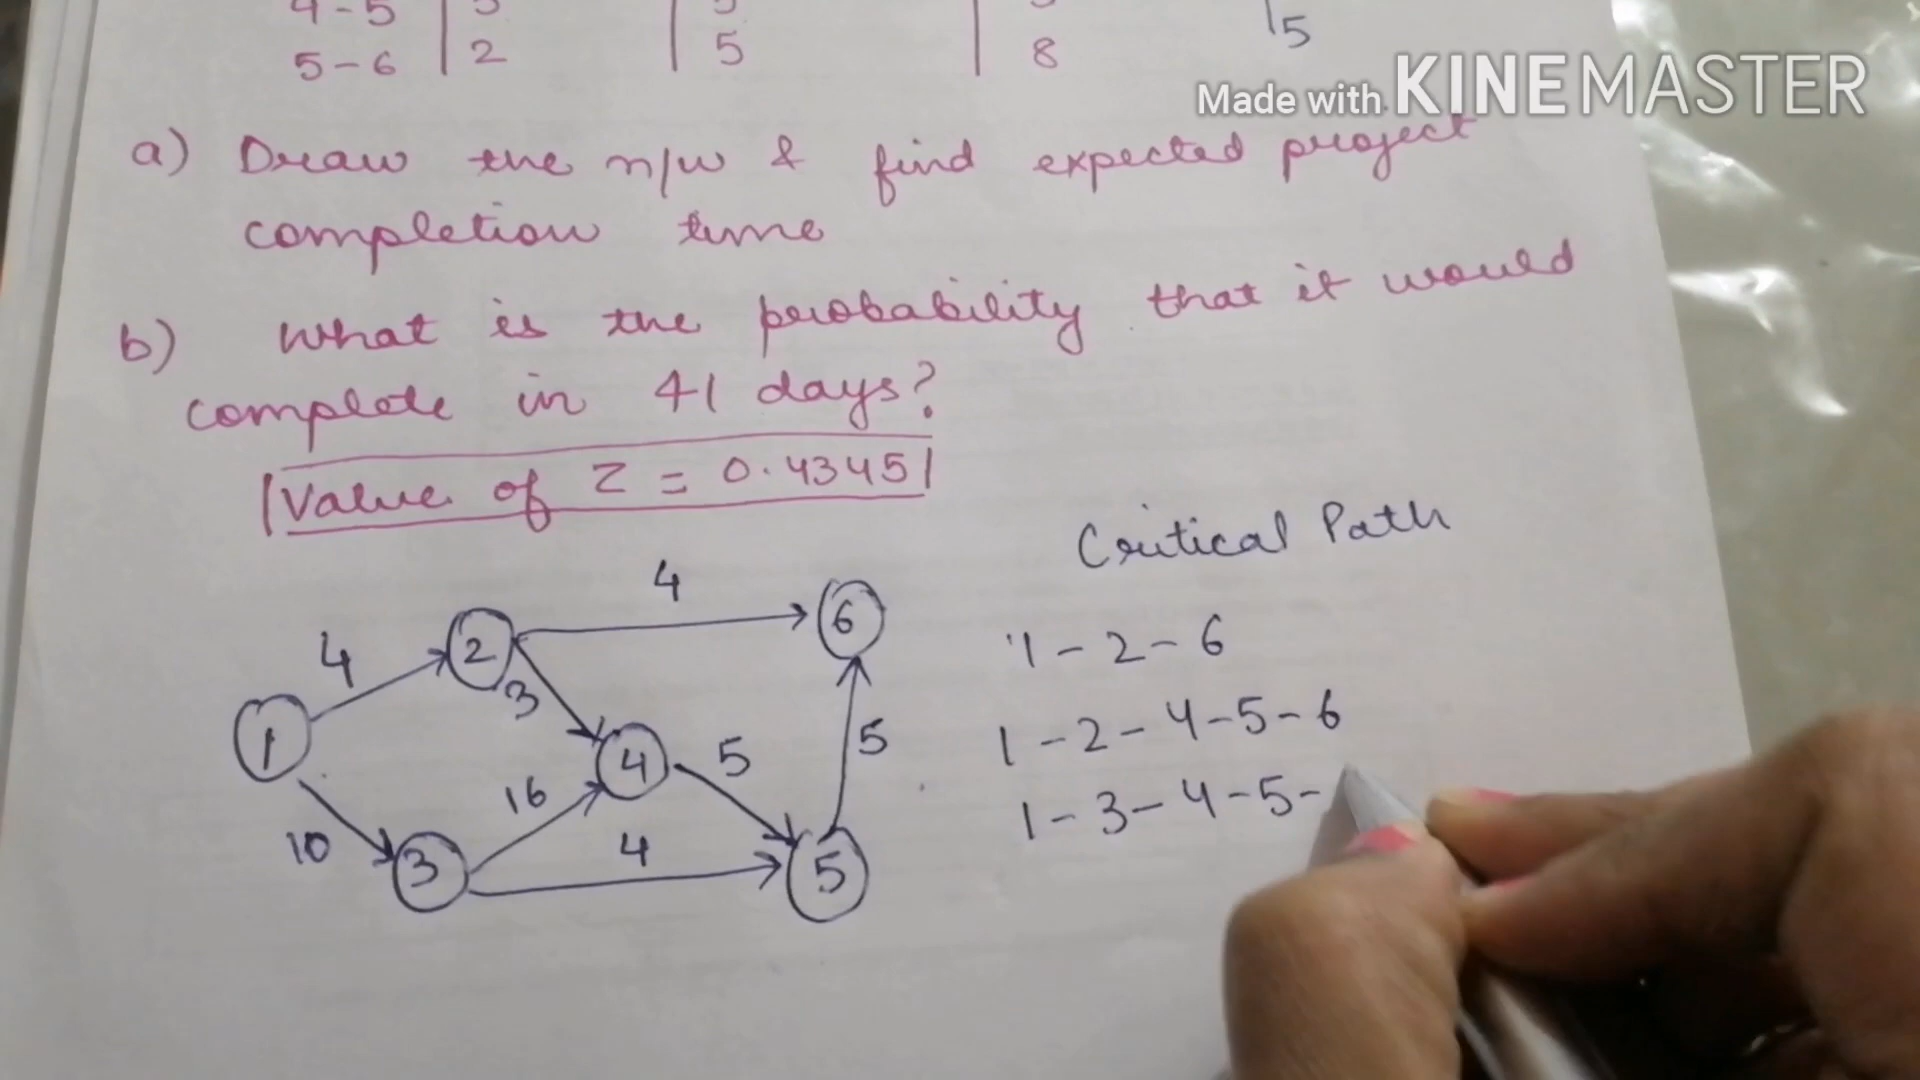 4-5
5-6 | 2 | 5 | 8 15
Made with KINEMASTER
a) Draw the n/w & find expected project
completion time
b) What is the probability that it would
complete in 41 days?
Value of Z = 0.4345
Critical Path
4
1 - 2 - 6
4
2
6
3
1 - 2 - 4 - 5 - 6
1
4
5
5
16
1 - 3 - 4 - 5 -
10
3
4
5